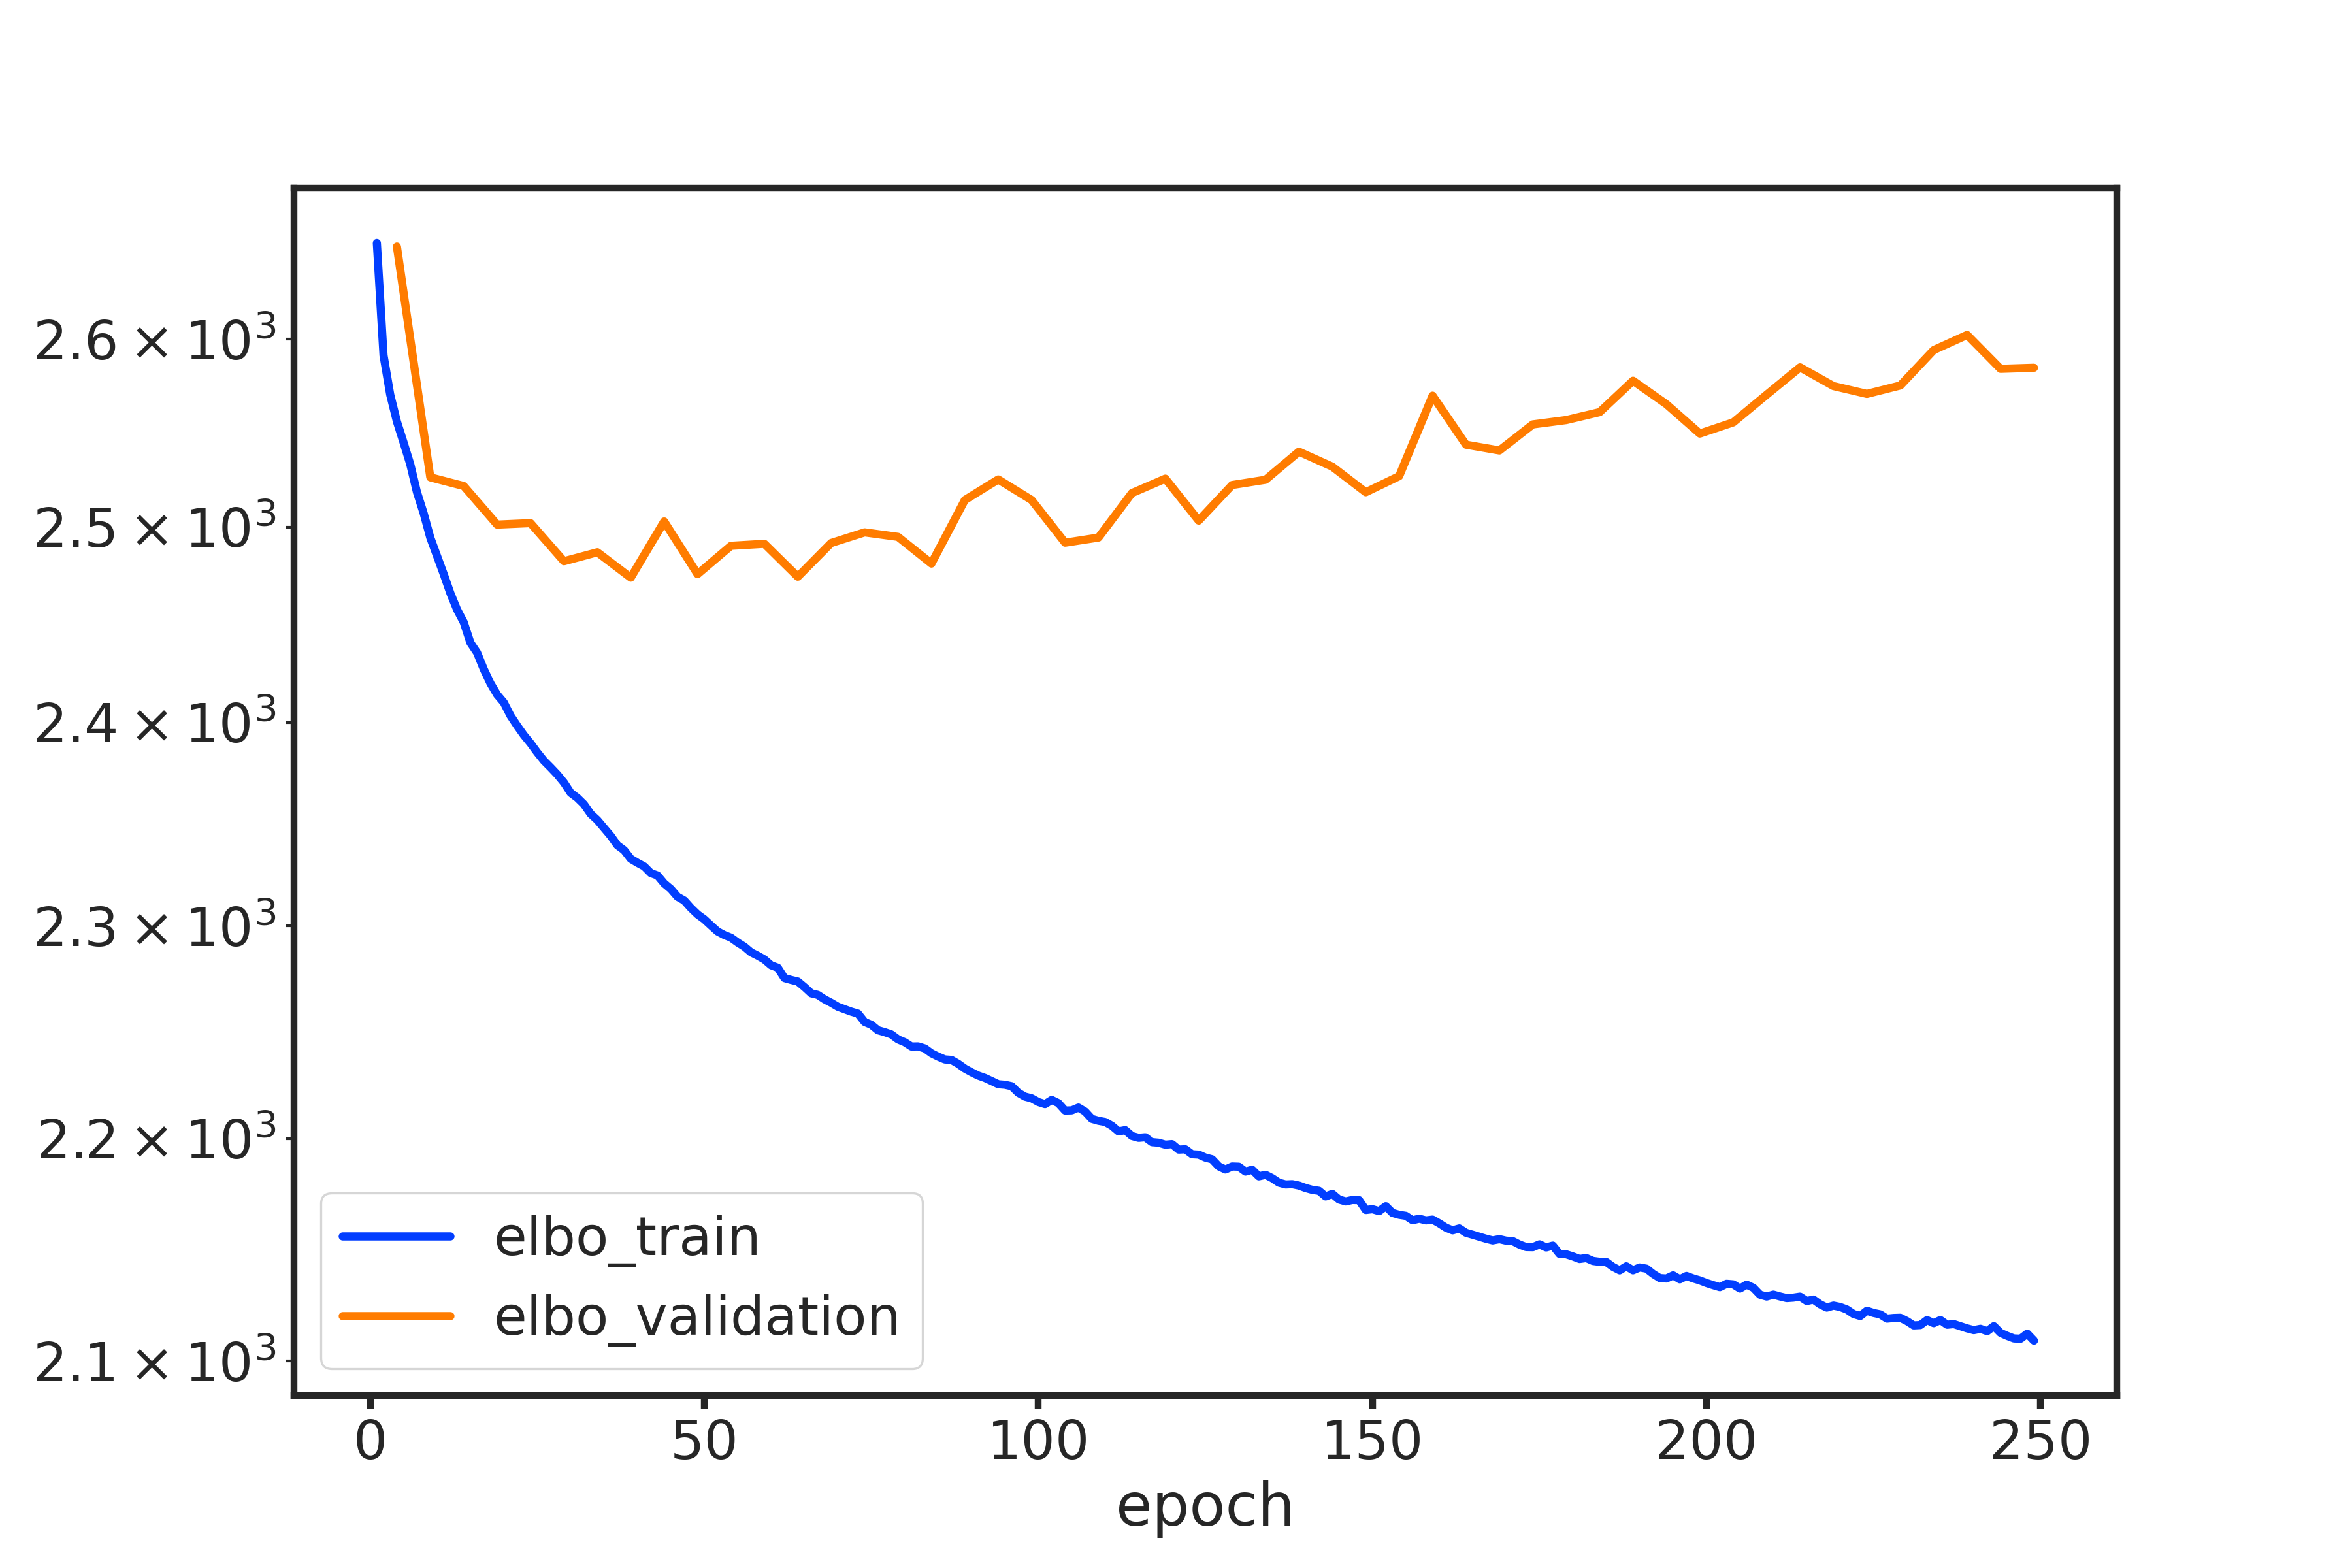 2.6 × 10³
2.5 × 10³
2.4 × 10³
2.3 × 10³
2.2 × 10³
2.1 × 10³
elbo_train
elbo_validation
0 50 100 150 200 250
epoch